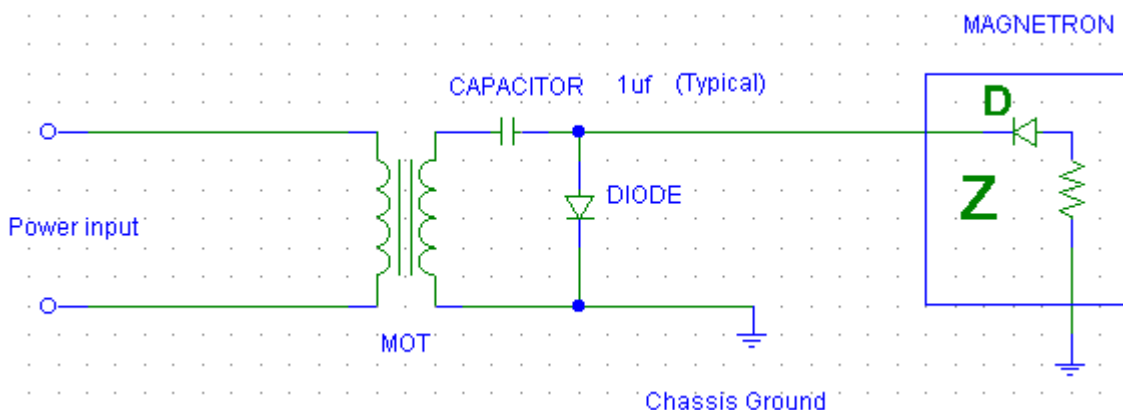 MAGNETRON
CAPACITOR 1uf (Typical)
D
DIODE
Z
Power input
MOT
Chassis Ground